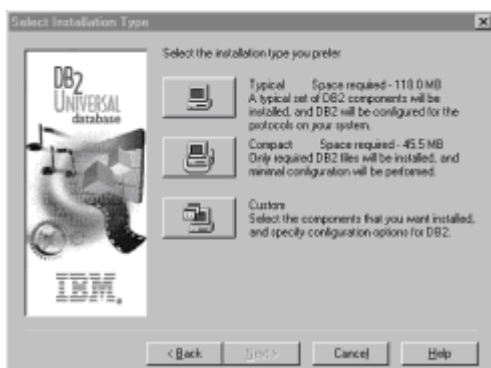 Select Installation Type
DB2
UNIVERSAL
database
IBM.
Select the installation type you prefer
Typical Space required - 118.0 MB
A typical set of DB2 components will be
installed, and DB2 will be configured for the
protocols on your system.
Compact Space required - 45.5 MB
Only required DB2 files will be installed, and
minimal configuration will be performed.
Custom
Select the components that you want installed,
and specify configuration options for DB2.
< Back
Next >
Cancel
Help